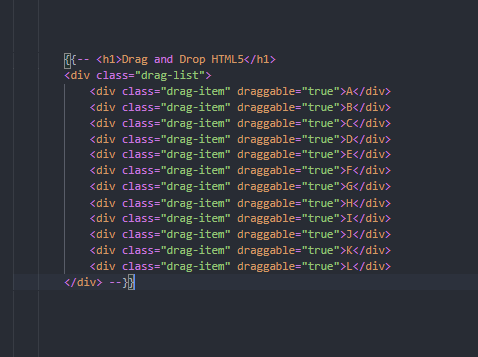 {{-- <h1>Drag and Drop HTML5</h1>
<div class="drag-list">
<div class="drag-item" draggable="true">A</div>
<div class="drag-item" draggable="true">B</div>
<div class="drag-item" draggable="true">C</div>
<div class="drag-item" draggable="true">D</div>
<div class="drag-item" draggable="true">E</div>
<div class="drag-item" draggable="true">F</div>
<div class="drag-item" draggable="true">G</div>
<div class="drag-item" draggable="true">H</div>
<div class="drag-item" draggable="true">I</div>
<div class="drag-item" draggable="true">J</div>
<div class="drag-item" draggable="true">K</div>
<div class="drag-item" draggable="true">L</div>
</div> --}}